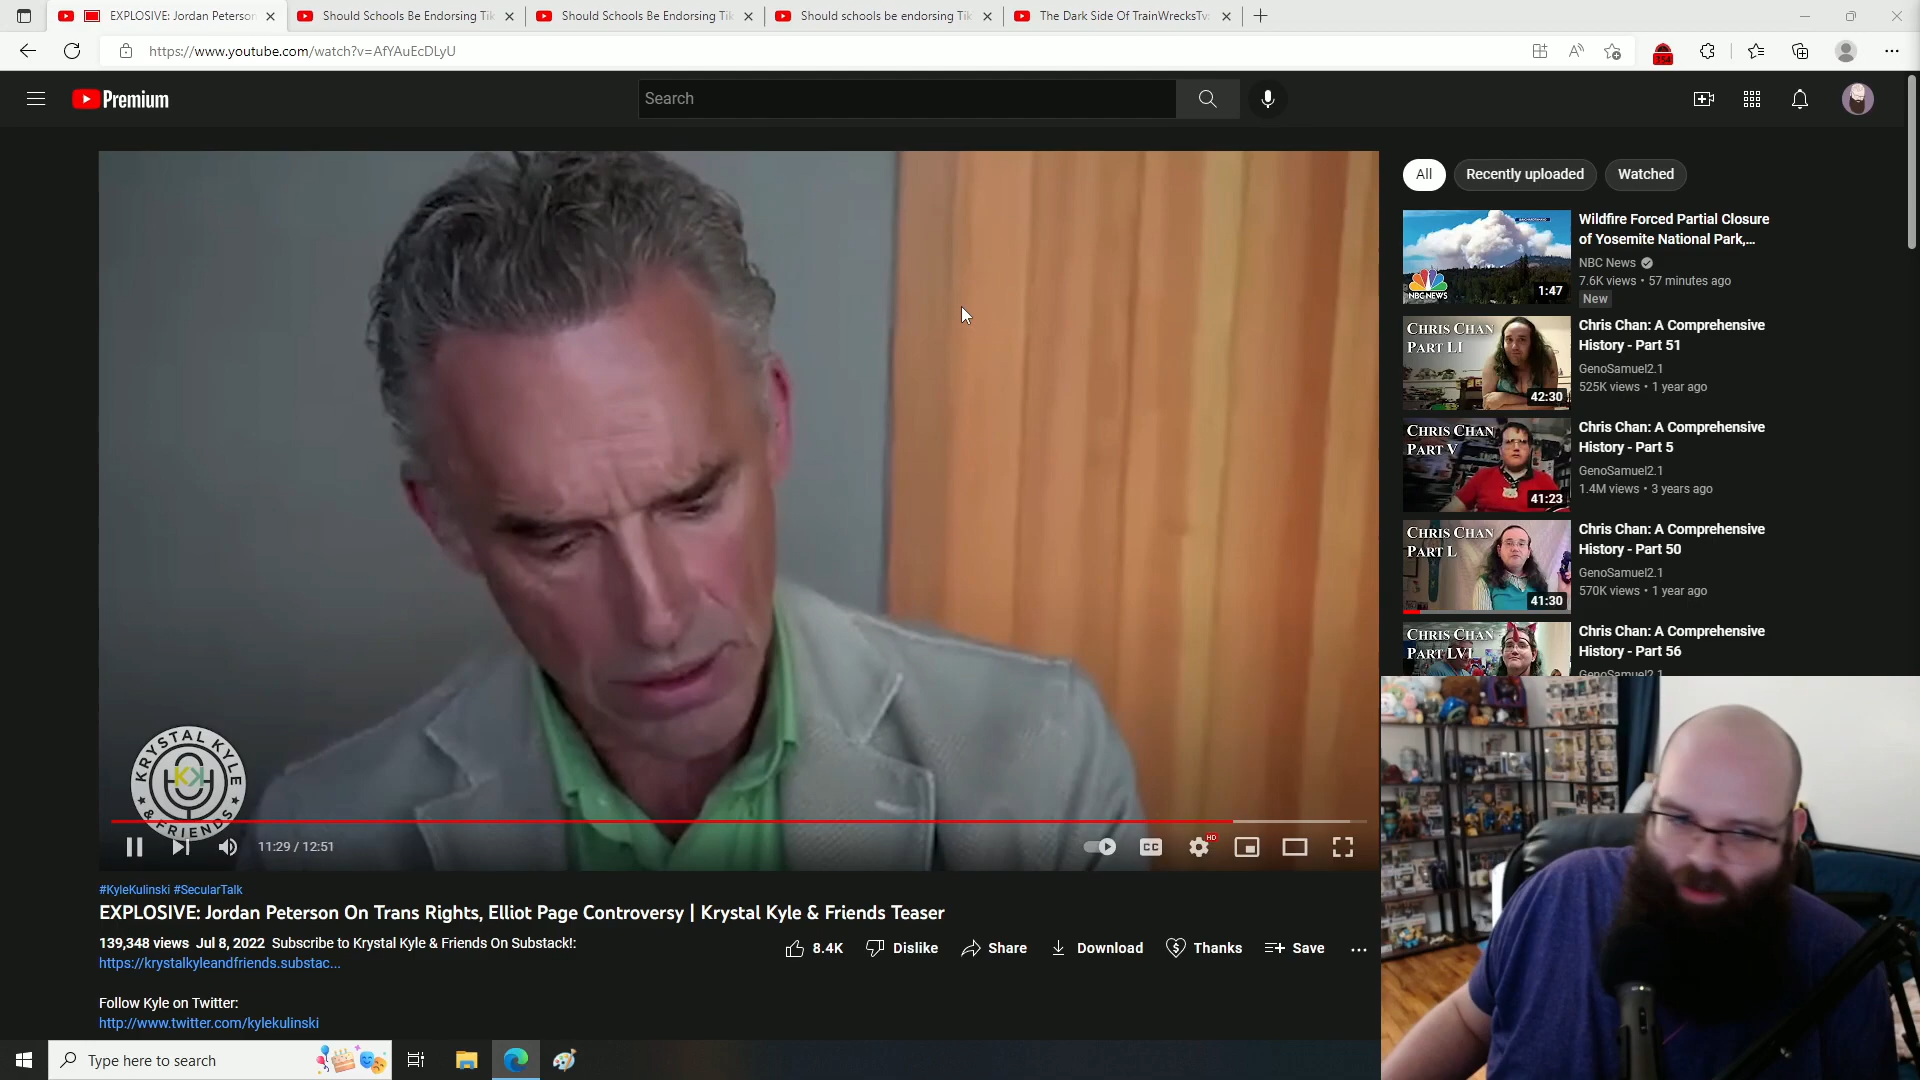 EXPLOSIVE: Jordan Peterson
Should Schools Be Endorsing Tik
Should Schools Be Endorsing Tik
Should schools be endorsing Tik
The Dark Side Of TrainWrecksTv:
https://www.youtube.com/watch?v=AfYAuEcDLyU
154
Premium
Search
All
Recently uploaded
Watched
NBC NEWS
1:47
Wildfire Forced Partial Closure
of Yosemite National Park,...
NBC News
7.6K views • 57 minutes ago
New
CHRIS CHAN
PART LI
42:30
Chris Chan: A Comprehensive
History - Part 51
GenoSamuel2.1
525K views • 1 year ago
CHRIS CHAN
PART V
41:23
Chris Chan: A Comprehensive
History - Part 5
GenoSamuel2.1
1.4M views • 3 years ago
CHRIS CHAN
PART L
41:30
Chris Chan: A Comprehensive
History - Part 50
GenoSamuel2.1
570K views • 1 year ago
CHRIS CHAN
PART LVI
Chris Chan: A Comprehensive
History - Part 56
GenoSamuel2.1
KRYSTAL KYLE
KK
& FRIENDS
11:29 / 12:51
CC
HD
#KyleKulinski #SecularTalk
EXPLOSIVE: Jordan Peterson On Trans Rights, Elliot Page Controversy | Krystal Kyle & Friends Teaser
139,348 views Jul 8, 2022 Subscribe to Krystal Kyle & Friends On Substack!:
https://krystalkyleandfriends.substac...
8.4K
Dislike
Share
Download
Thanks
Save
Follow Kyle on Twitter:
http://www.twitter.com/kylekulinski
Type here to search